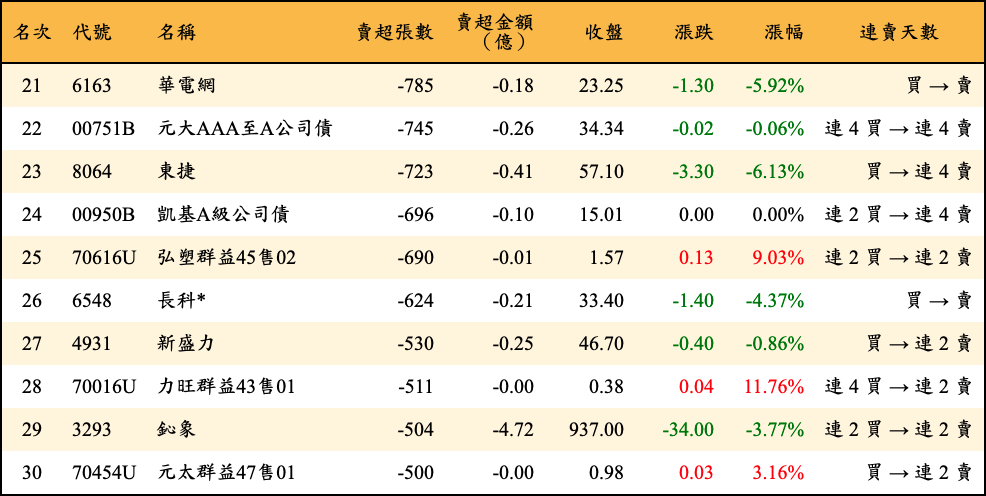 名次 代號 名稱 賣超張數 賣超金額（億） 收盤 漲跌 漲幅 連賣天數
21 6163 華電網 -785 -0.18 23.25 -1.30 -5.92% 買 → 賣
22 00751B 元大AAA至A公司債 -745 -0.26 34.34 -0.02 -0.06% 連 4 買 → 連 4 賣
23 8064 東捷 -723 -0.41 57.10 -3.30 -6.13% 買 → 連 4 賣
24 00950B 凱基A級公司債 -696 -0.10 15.01 0.00 0.00% 連 2 買 → 連 4 賣
25 70616U 弘塑群益45售02 -690 -0.01 1.57 0.13 9.03% 連 2 買 → 連 2 賣
26 6548 長科* -624 -0.21 33.40 -1.40 -4.37% 買 → 賣
27 4931 新盛力 -530 -0.25 46.70 -0.40 -0.86% 買 → 連 2 賣
28 70016U 力旺群益43售01 -511 -0.00 0.38 0.04 11.76% 連 4 買 → 連 2 賣
29 3293 鈊象 -504 -4.72 937.00 -34.00 -3.77% 連 2 買 → 連 2 賣
30 70454U 元太群益47售01 -500 -0.00 0.98 0.03 3.16% 買 → 連 2 賣